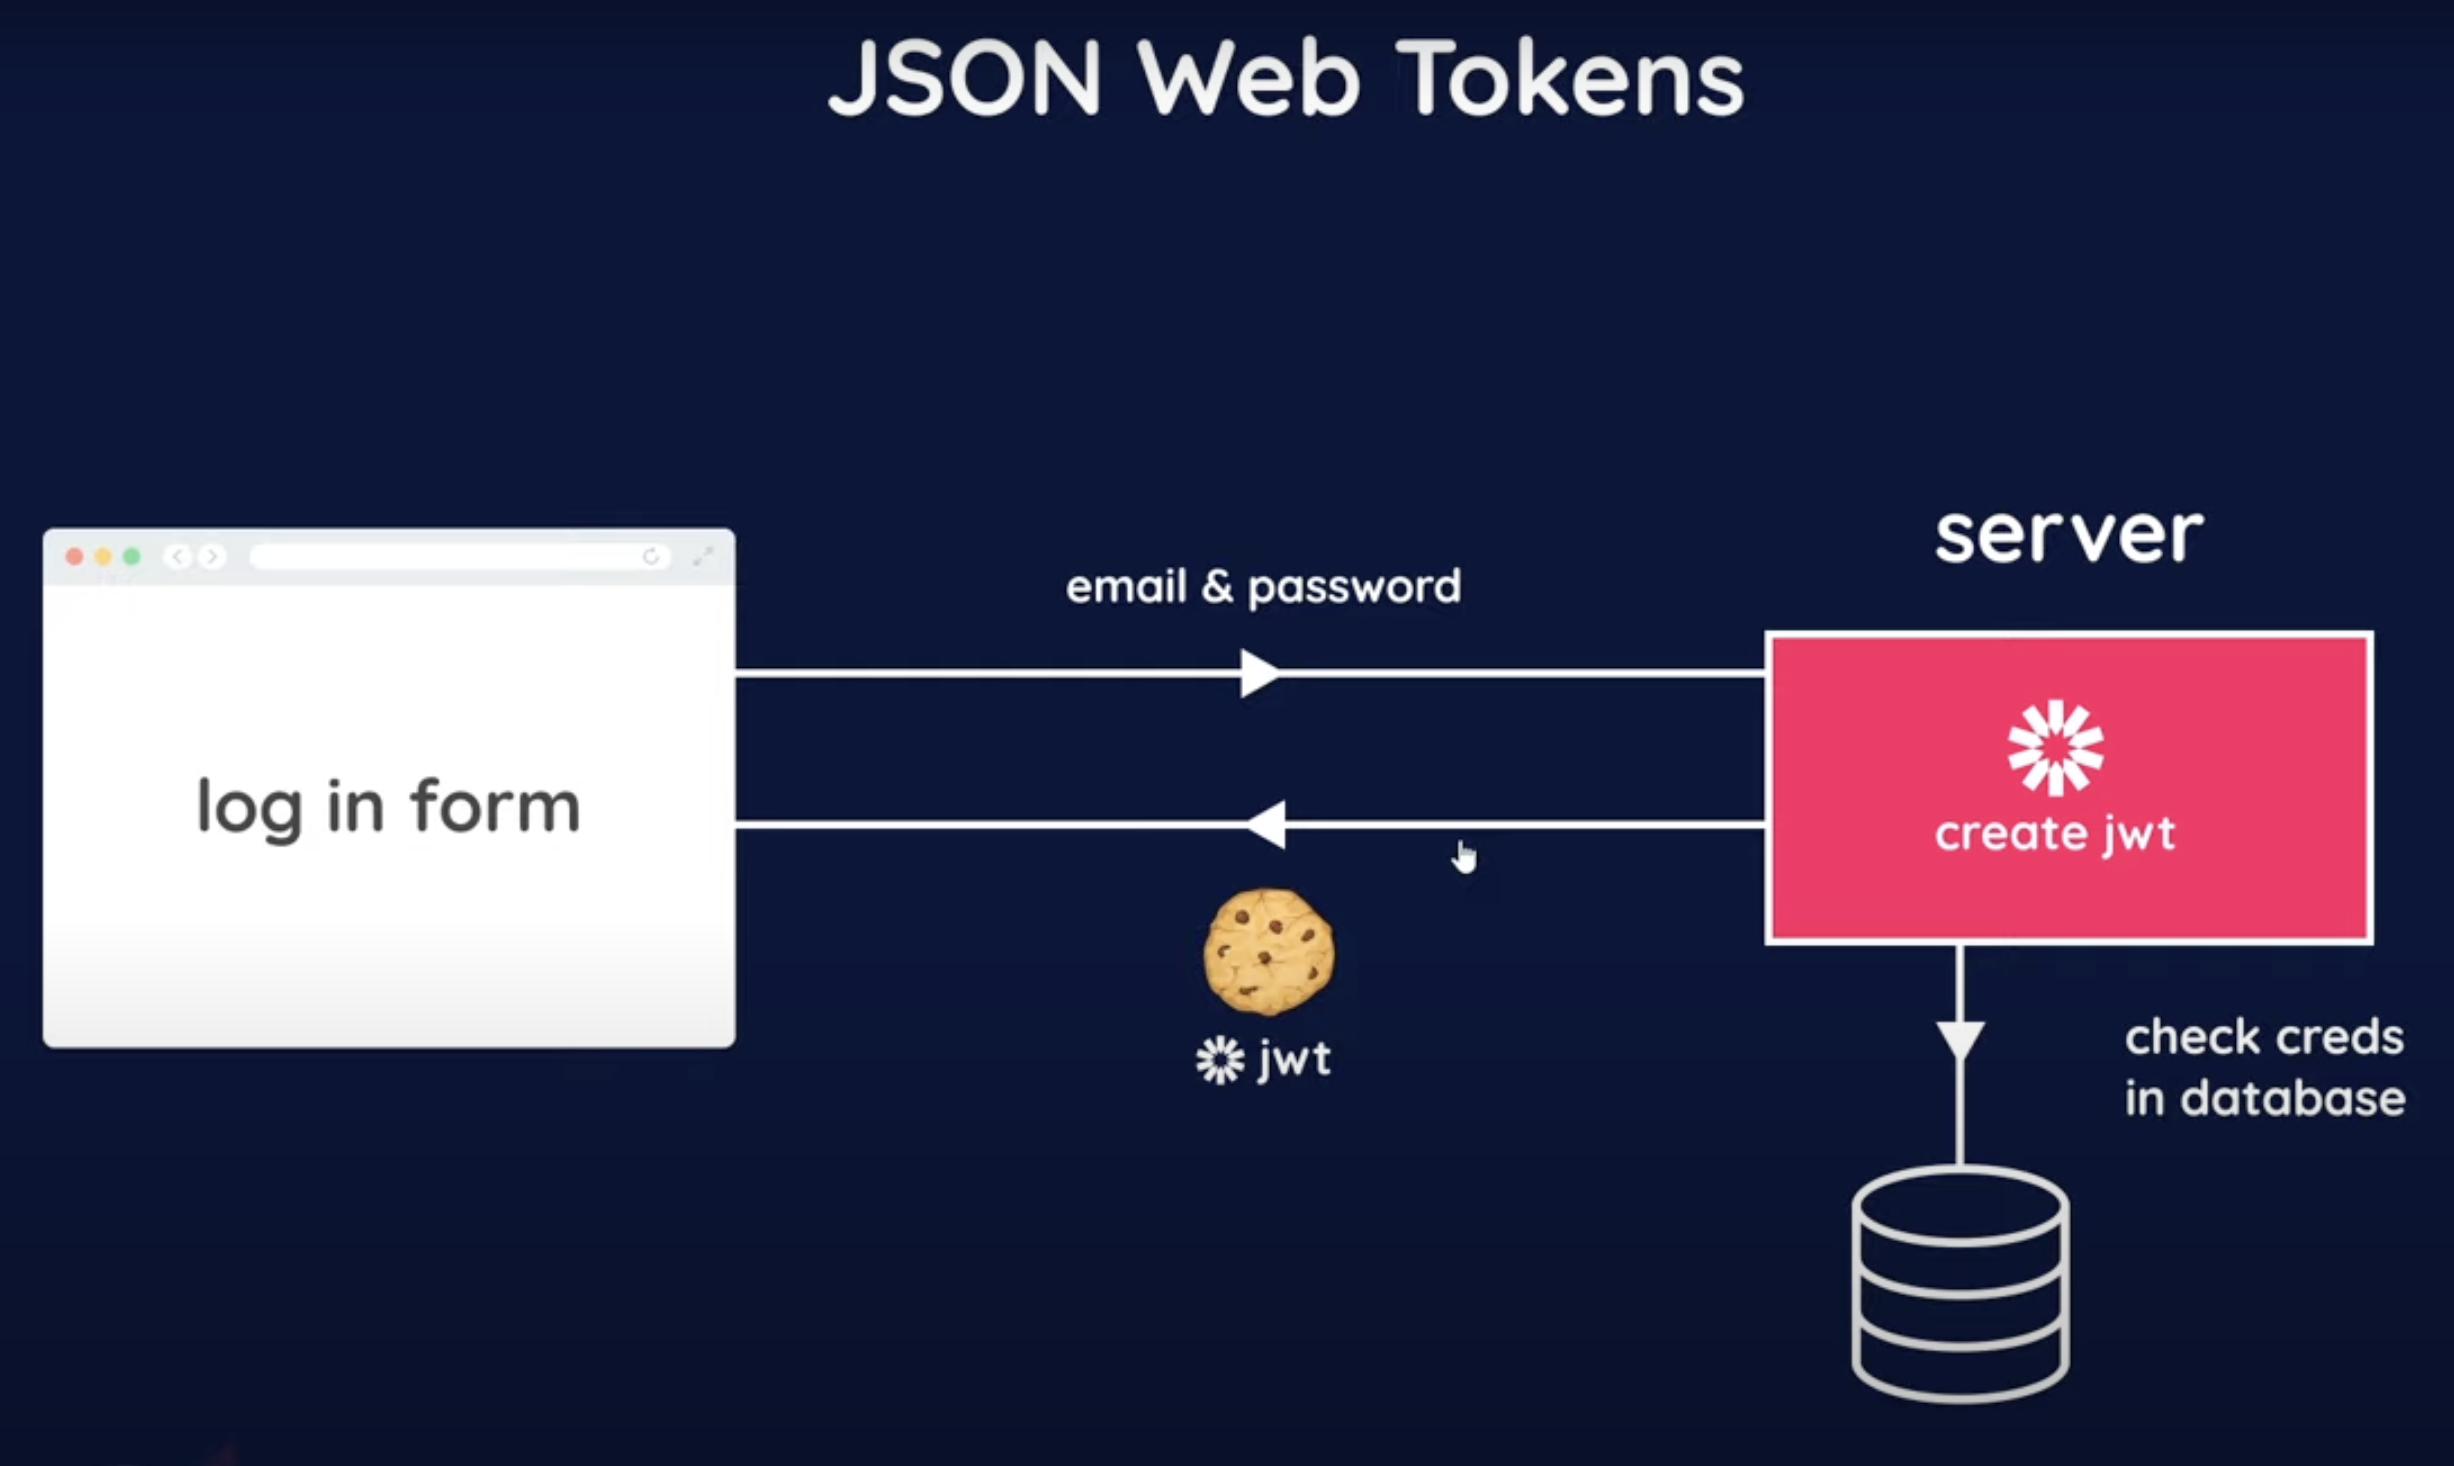 JSON Web Tokens
server
email & password
log in form
create jwt
jwt
check creds
in database